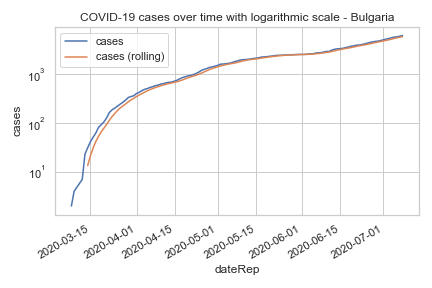 COVID-19 cases over time with logarithmic scale - Bulgaria
cases
cases (rolling)
10³
10²
10¹
cases
2020-03-15
2020-04-01
2020-04-15
2020-05-01
2020-05-15
2020-06-01
2020-06-15
2020-07-01
dateRep